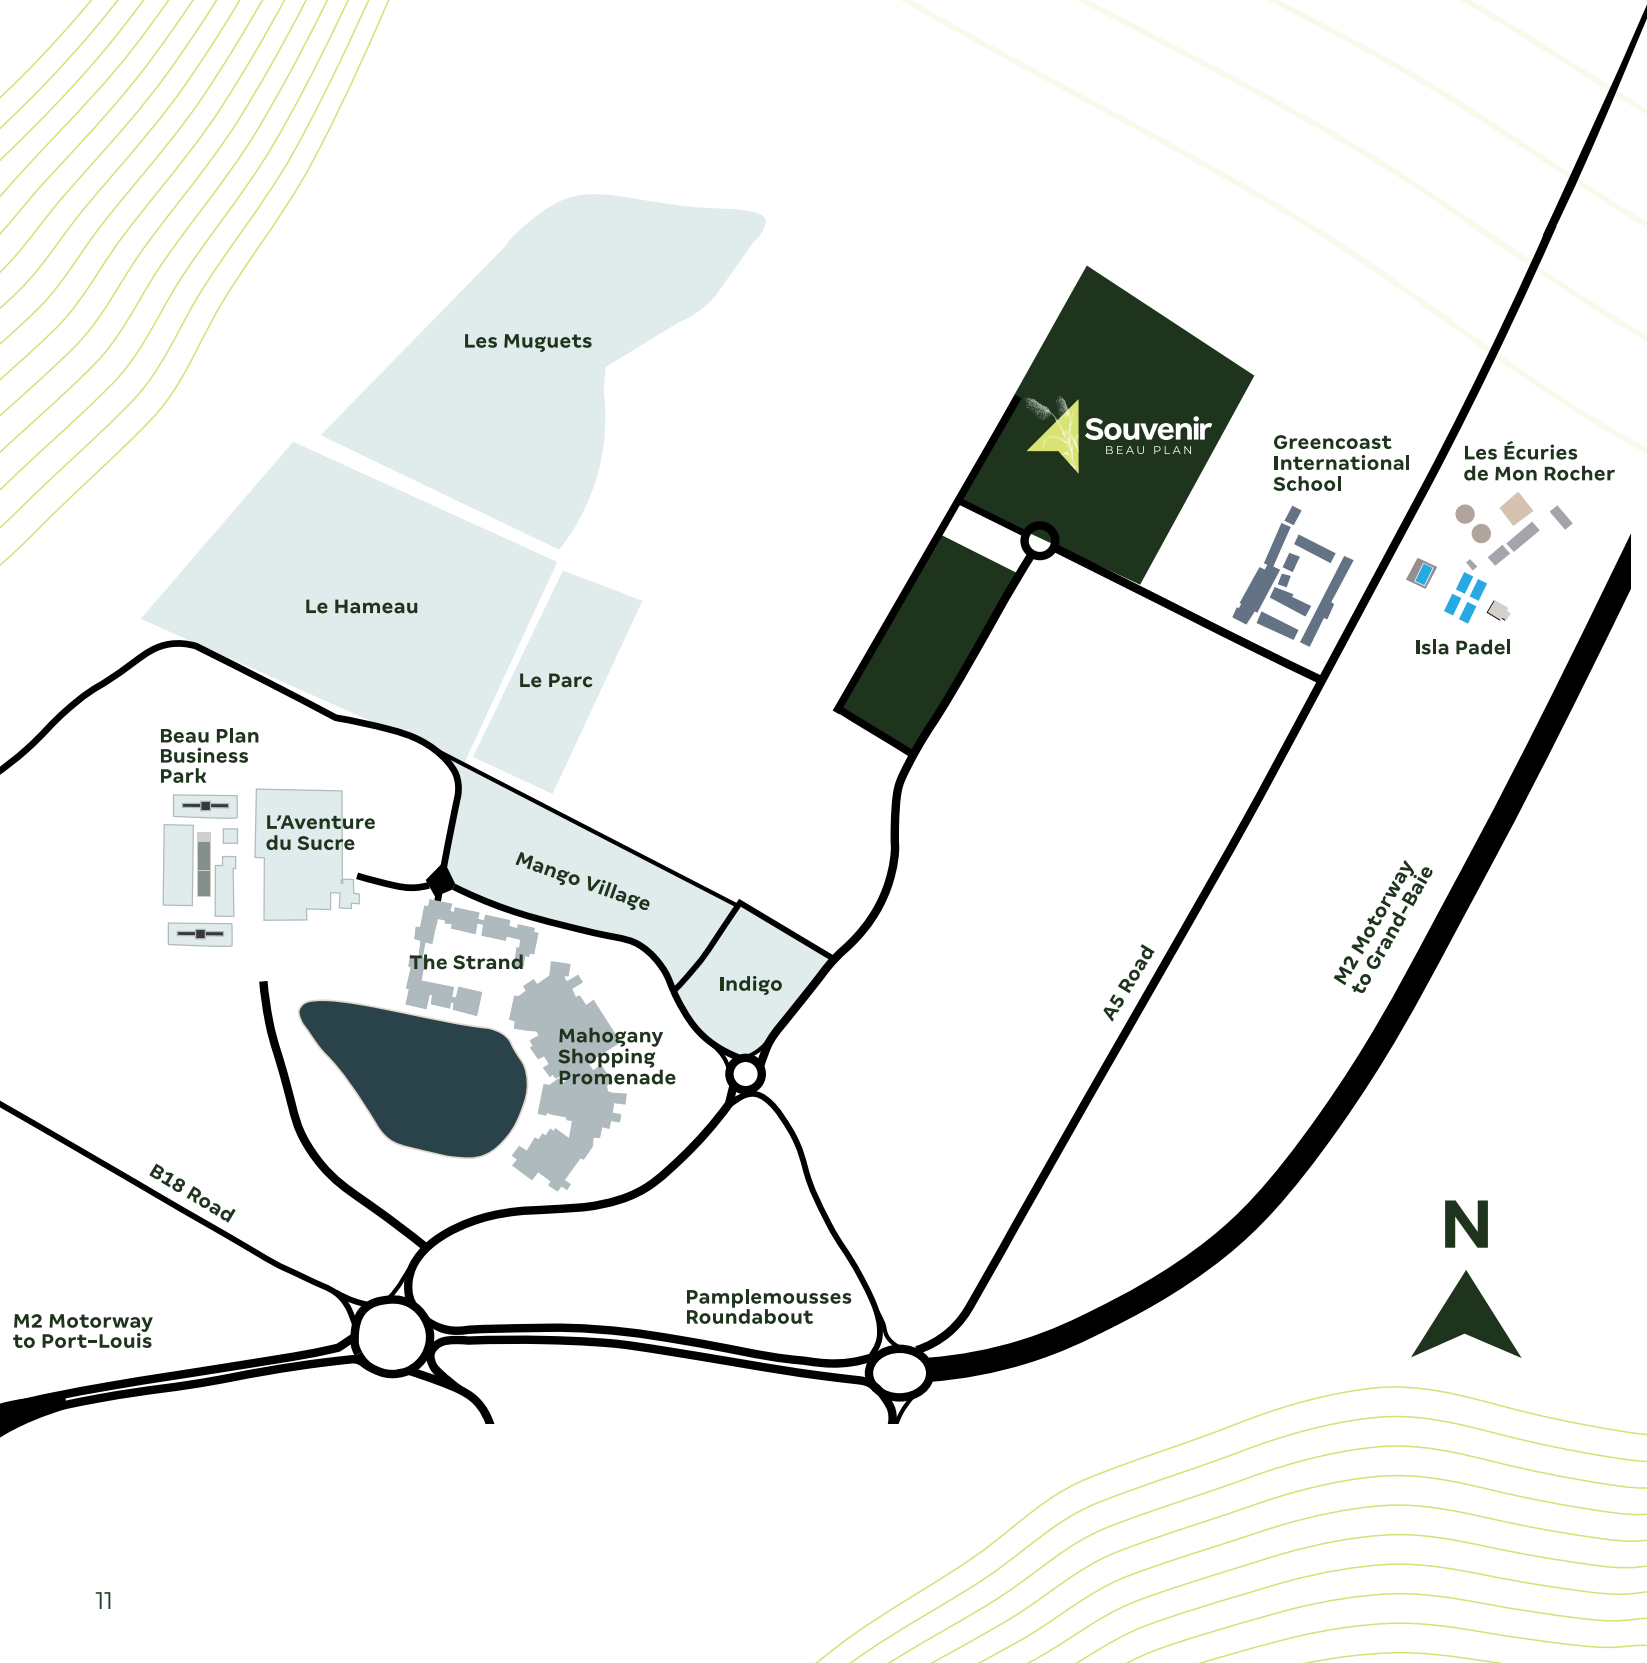 Les Muguets
Souvenir
BEAU PLAN
Greencoast
International
School
Les Écuries
de Mon Rocher
Le Hameau
Isla Padel
Le Parc
Beau Plan
Business
Park
L'Aventure
du Sucre
Mango Village
The Strand
Indigo
M2 Motorway
to Grand-Baie
A5 Road
Mahogany
Shopping
Promenade
B18 Road
N
Pamplemousses
Roundabout
M2 Motorway
to Port-Louis
11